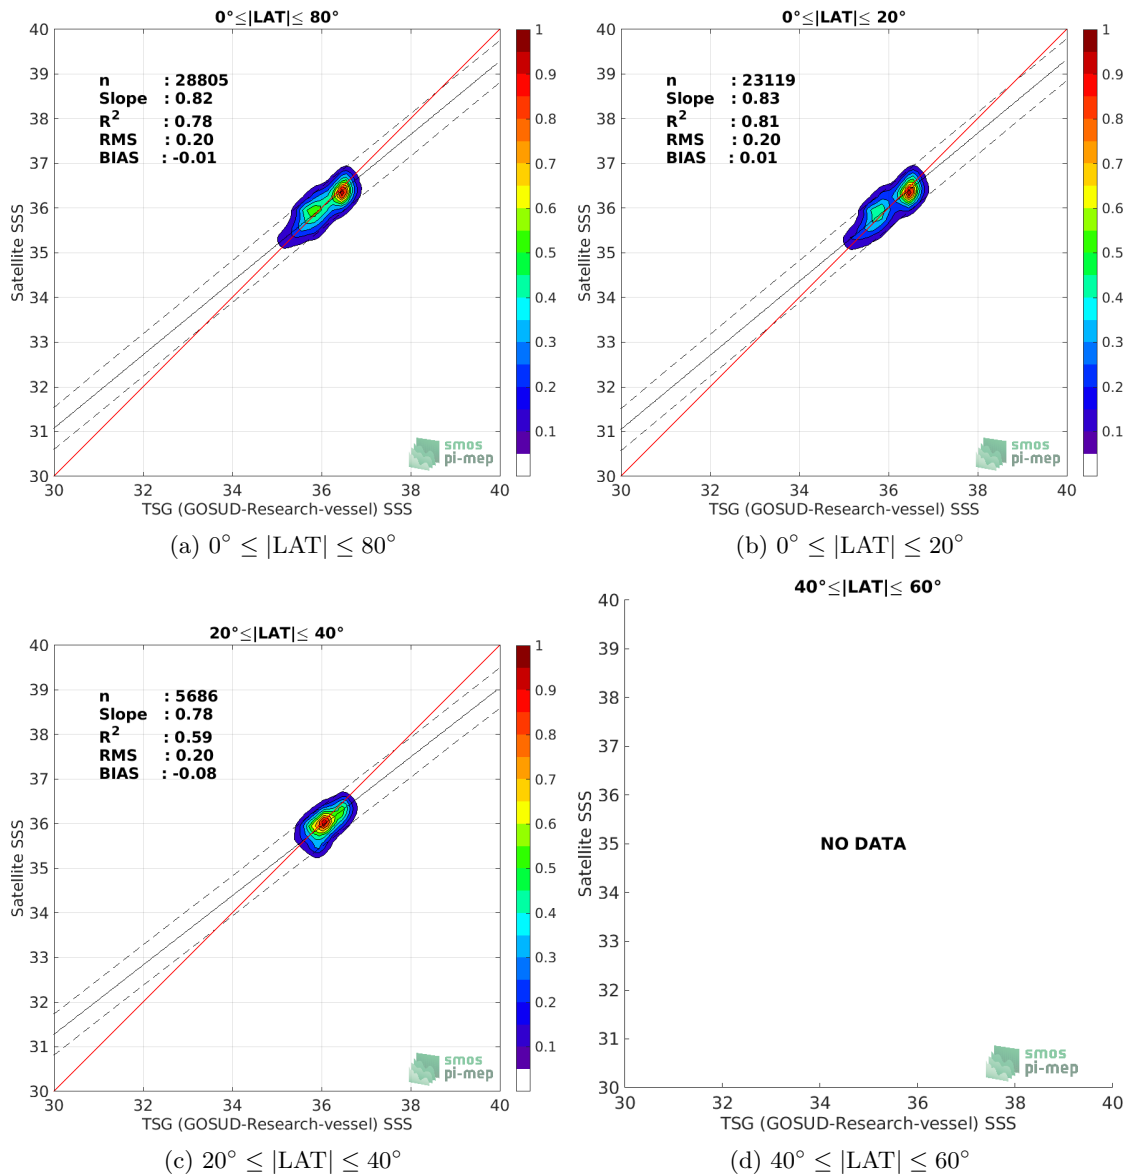 0°≤|LAT|≤ 80°
40
39
38
37
36
35
34
33
32
31
30
Satellite SSS
n : 28805
Slope : 0.82
R² : 0.78
RMS : 0.20
BIAS : -0.01
smos
pi-mep
30 32 34 36 38 40
TSG (GOSUD-Research-vessel) SSS
1
0.9
0.8
0.7
0.6
0.5
0.4
0.3
0.2
0.1
(a) 0° ≤ |LAT| ≤ 80°
0°≤|LAT|≤ 20°
40
39
38
37
36
35
34
33
32
31
30
Satellite SSS
n : 23119
Slope : 0.83
R² : 0.81
RMS : 0.20
BIAS : 0.01
smos
pi-mep
30 32 34 36 38 40
TSG (GOSUD-Research-vessel) SSS
1
0.9
0.8
0.7
0.6
0.5
0.4
0.3
0.2
0.1
(b) 0° ≤ |LAT| ≤ 20°
20°≤|LAT|≤ 40°
40
39
38
37
36
35
34
33
32
31
30
Satellite SSS
n : 5686
Slope : 0.78
R² : 0.59
RMS : 0.20
BIAS : -0.08
smos
pi-mep
30 32 34 36 38 40
TSG (GOSUD-Research-vessel) SSS
1
0.9
0.8
0.7
0.6
0.5
0.4
0.3
0.2
0.1
(c) 20° ≤ |LAT| ≤ 40°
40°≤|LAT|≤ 60°
40
39
38
37
36
35
34
33
32
31
30
Satellite SSS
NO DATA
smos
pi-mep
30 32 34 36 38 40
TSG (GOSUD-Research-vessel) SSS
(d) 40° ≤ |LAT| ≤ 60°